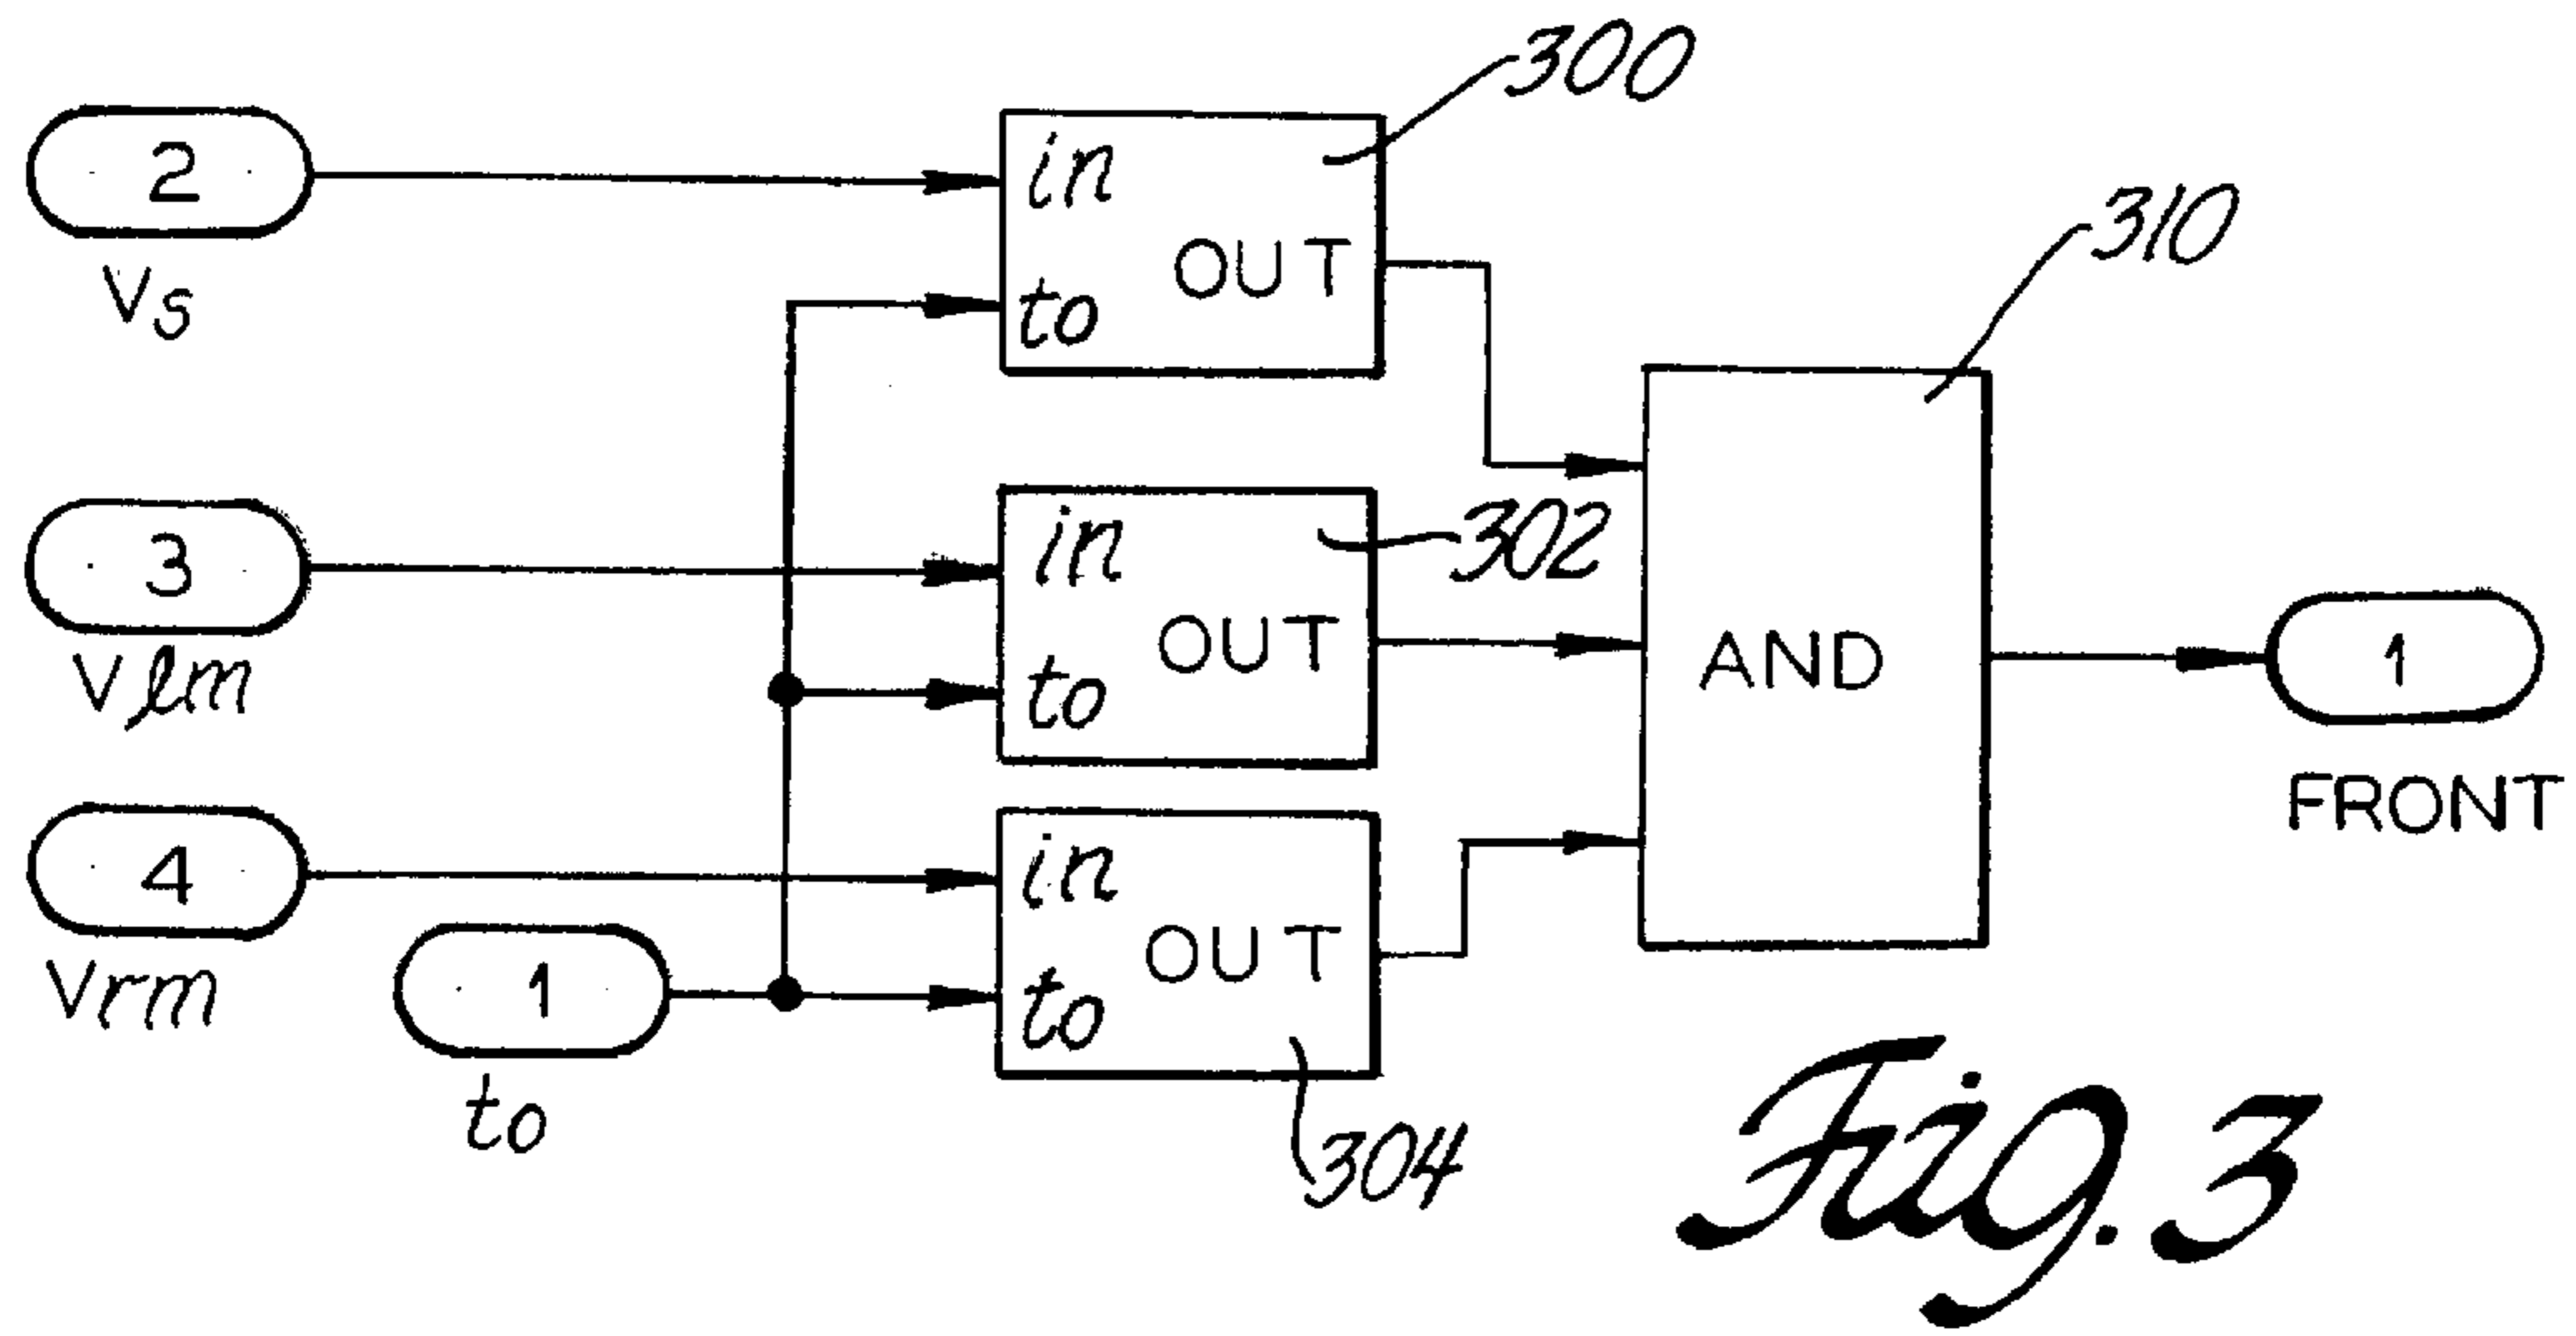 300
2
in
OUT
to
Vs
310
3
in
302
OUT
to
Vlm
AND
1
FRONT
4
in
OUT
to
Vrm
1
to
304
Fig. 3